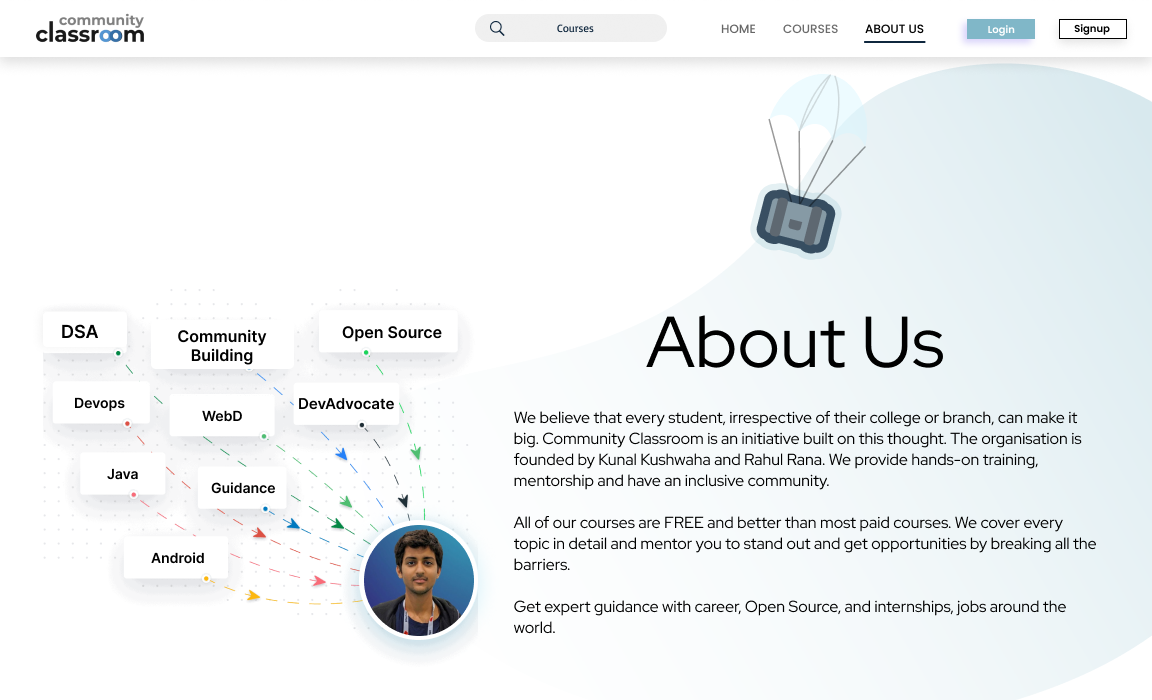 community
classroom
Courses
HOME
COURSES
ABOUT US
Login
Signup
DSA
Community
Building
Open Source
Devops
WebD
DevAdvocate
Java
Guidance
Android
About Us
We believe that every student, irrespective of their college or branch, can make it
big. Community Classroom is an initiative built on this thought. The organisation is
founded by Kunal Kushwaha and Rahul Rana. We provide hands-on training,
mentorship and have an inclusive community.
All of our courses are FREE and better than most paid courses. We cover every
topic in detail and mentor you to stand out and get opportunities by breaking all the
barriers.
Get expert guidance with career, Open Source, and internships, jobs around the
world.